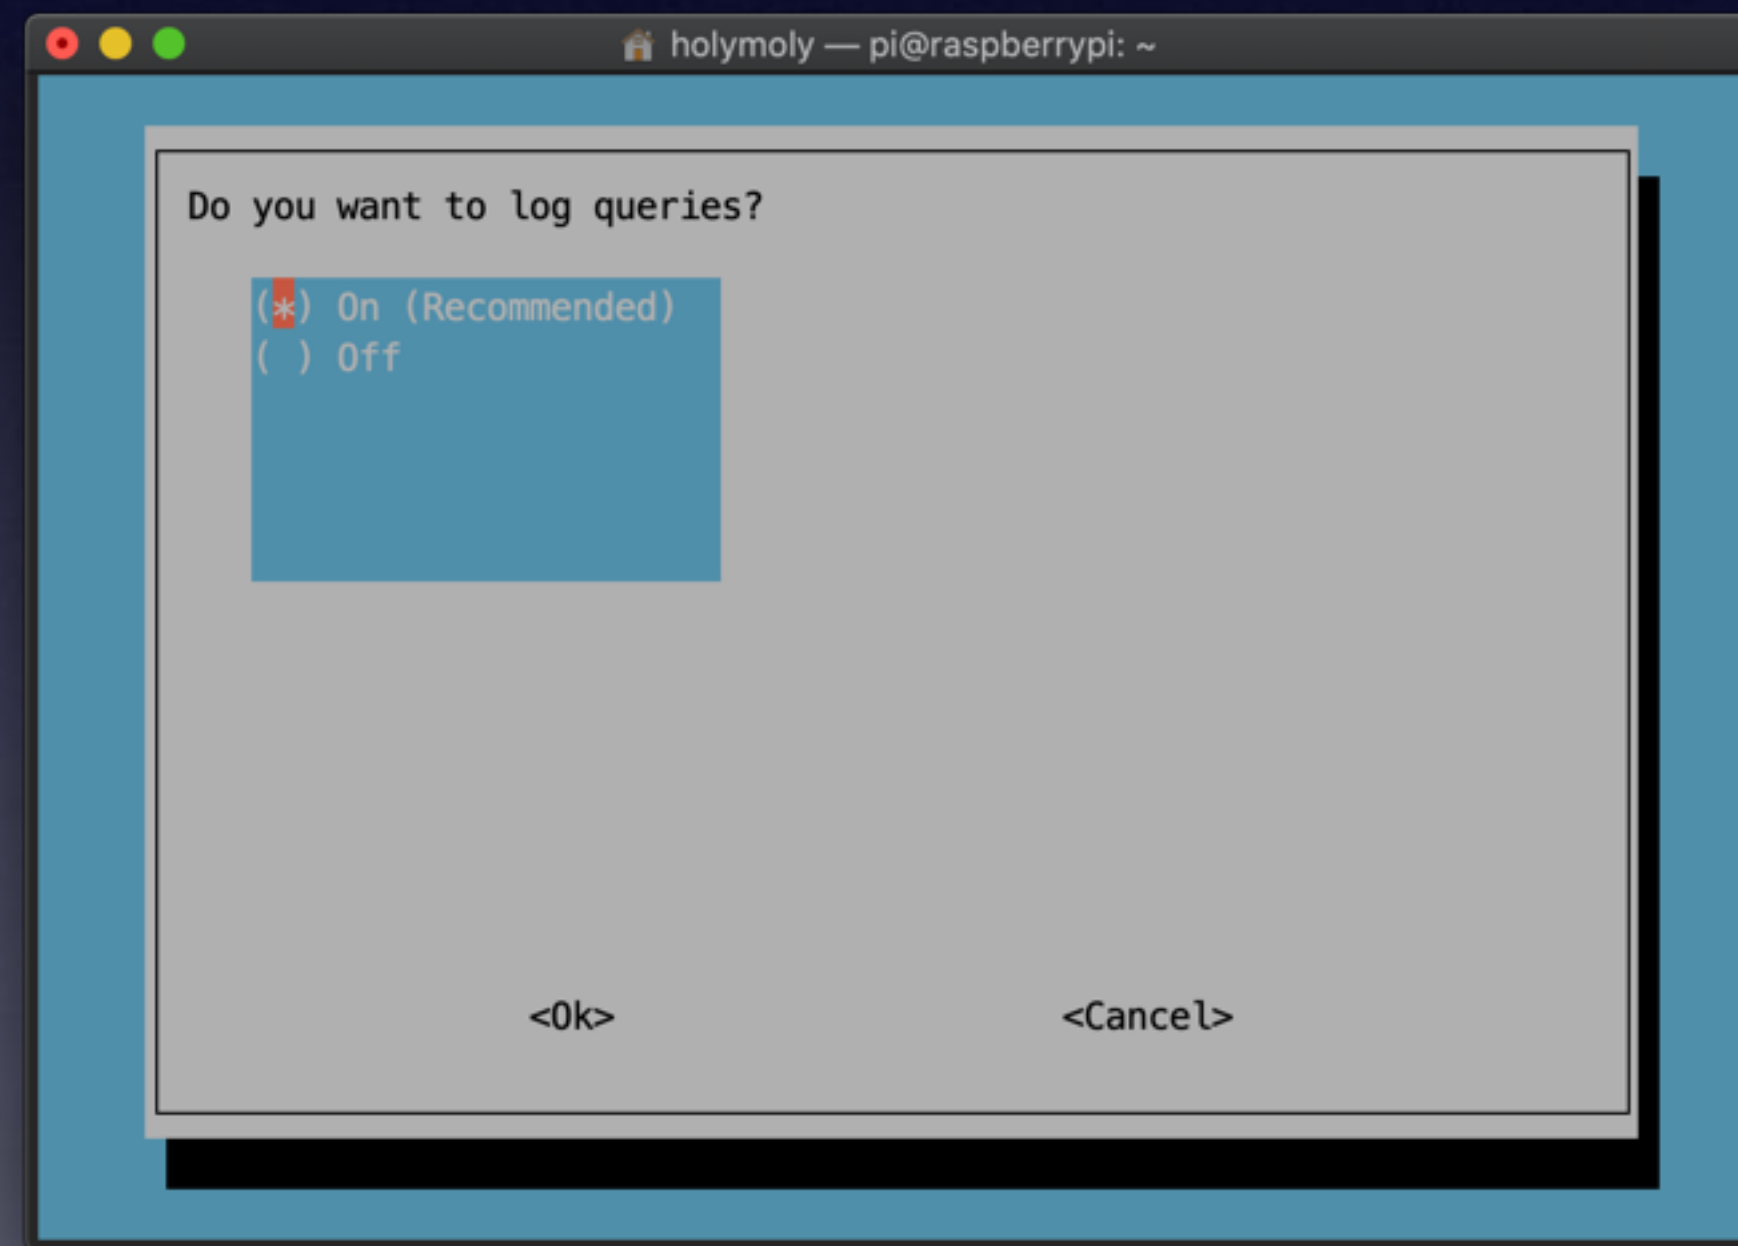 holymoly — pi@raspberrypi: ~
Do you want to log queries?
(*) On (Recommended)
( ) Off
<Ok> <Cancel>